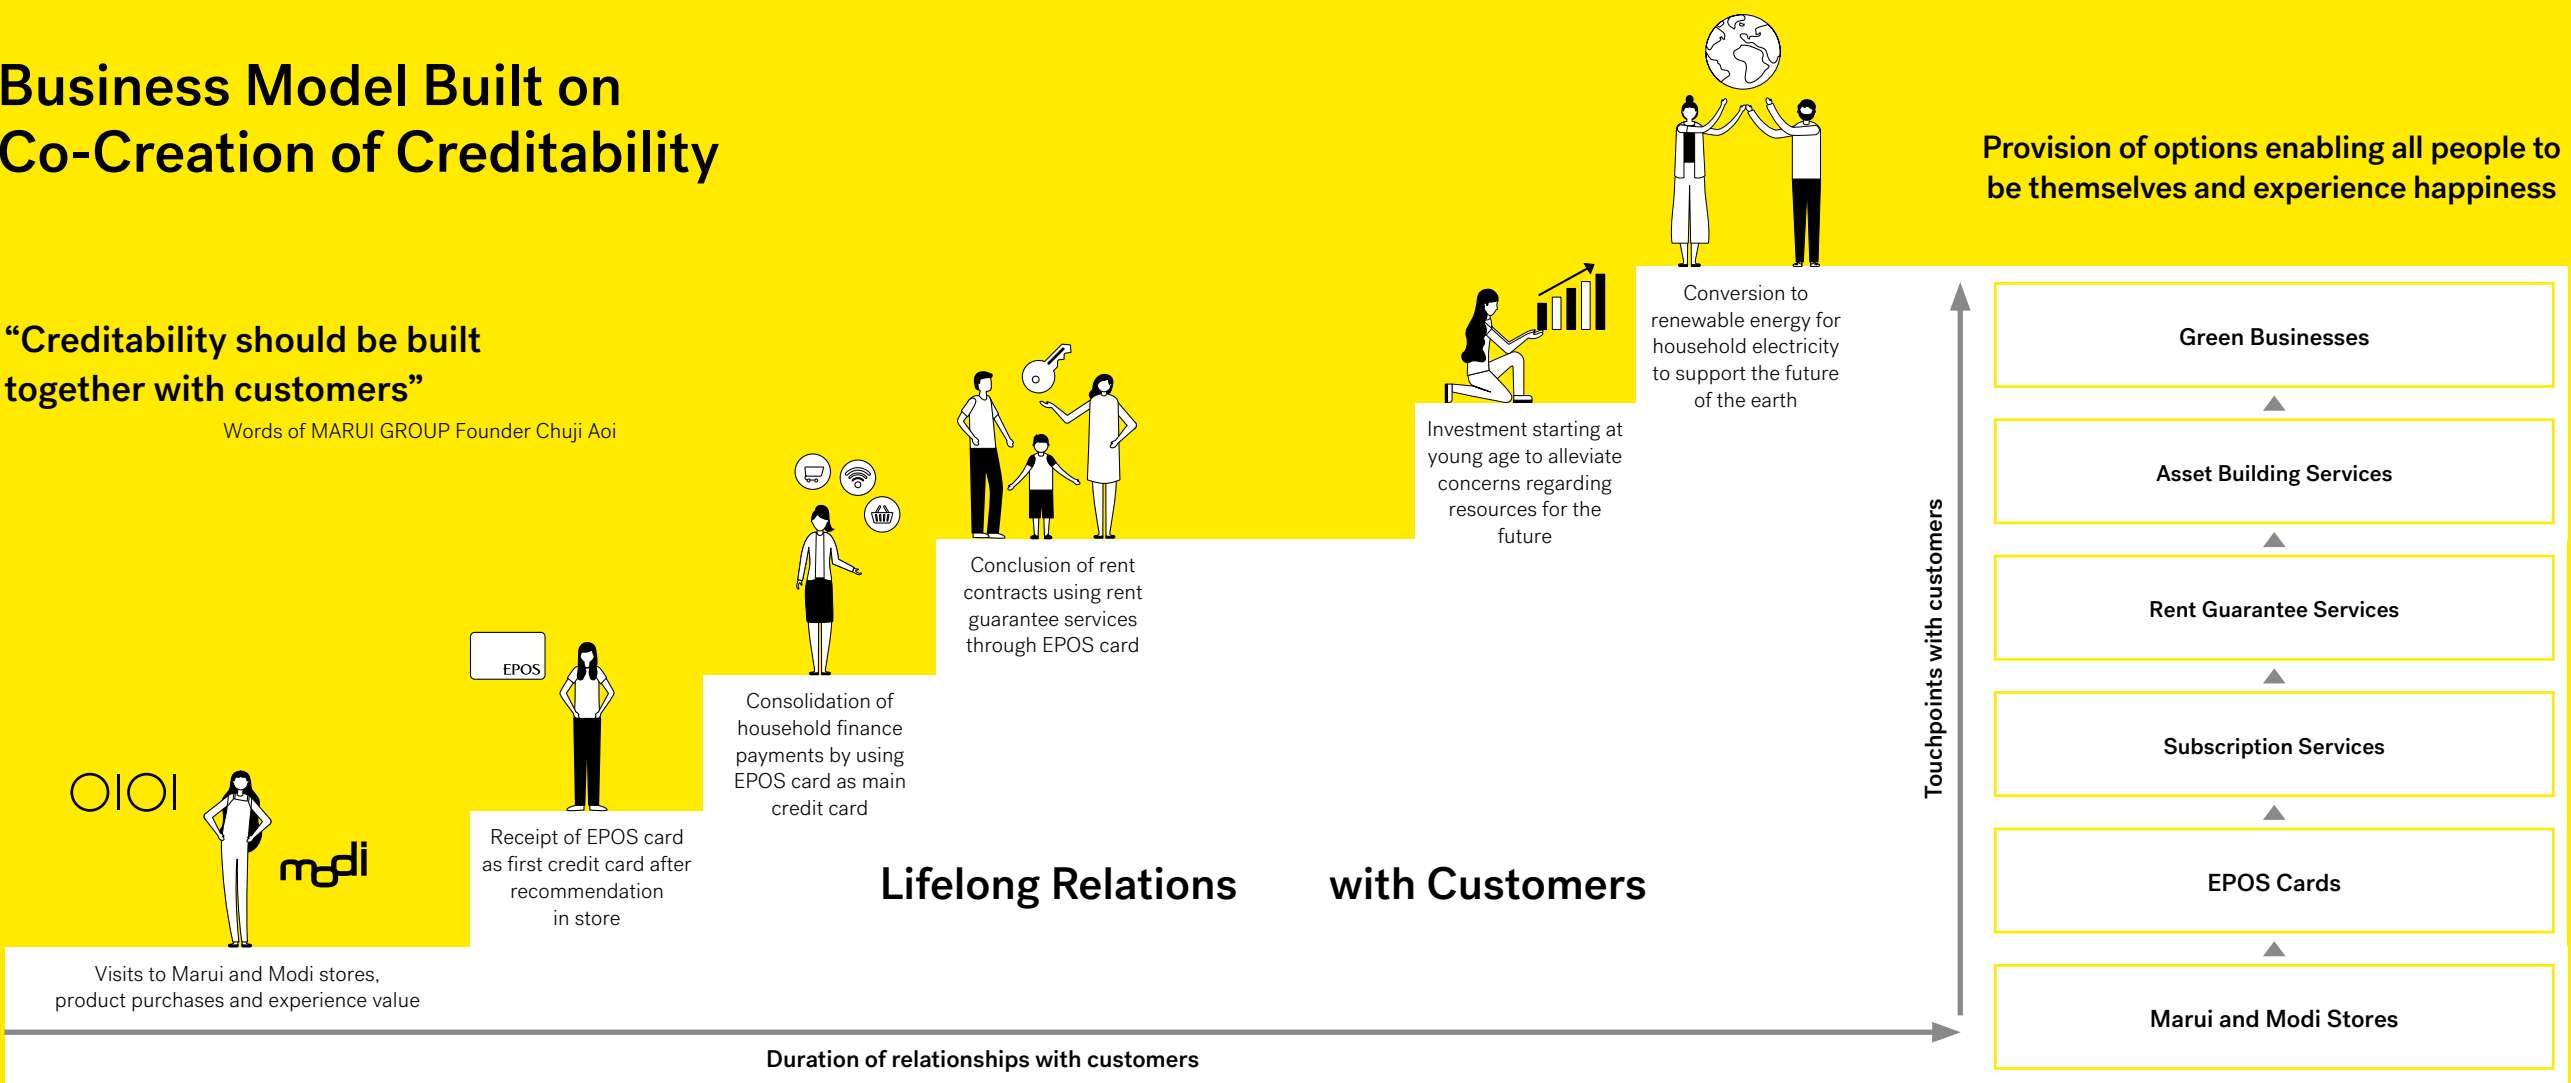 Business Model Built on
Co-Creation of Creditability
“Creditability should be built
together with customers”
Words of MARUI GROUP Founder Chuji Aoi
OIOI
modi
Visits to Marui and Modi stores,
product purchases and experience value
EPOS
Receipt of EPOS card
as first credit card after
recommendation
in store
Consolidation of
household finance
payments by using
EPOS card as main
credit card
Conclusion of rent
contracts using rent
guarantee services
through EPOS card
Investment starting at
young age to alleviate
concerns regarding
resources for the
future
Conversion to
renewable energy for
household electricity
to support the future
of the earth
Lifelong Relations with Customers
Duration of relationships with customers
Touchpoints with customers
Provision of options enabling all people to
be themselves and experience happiness
Green Businesses
Asset Building Services
Rent Guarantee Services
Subscription Services
EPOS Cards
Marui and Modi Stores